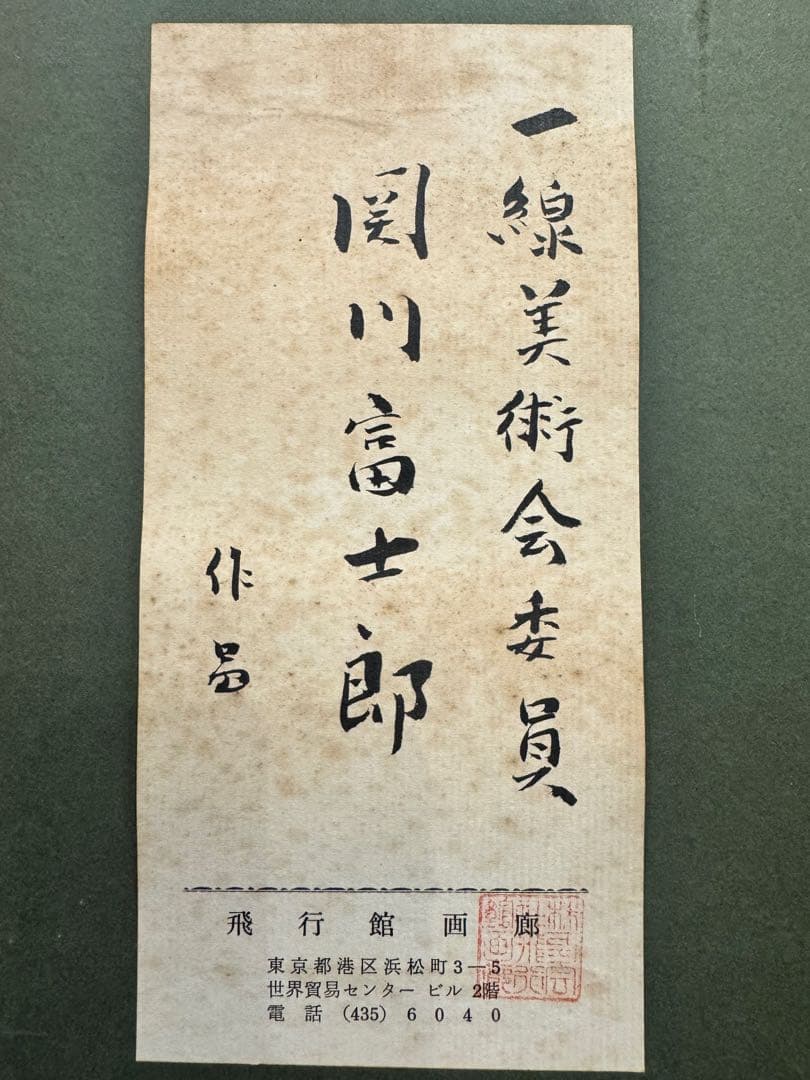 一線美術会委員
関川富士郎
作品
飛行館画廊
東京都港区浜松町3-5
世界貿易センター ビル 2階
電話 (435) 6040